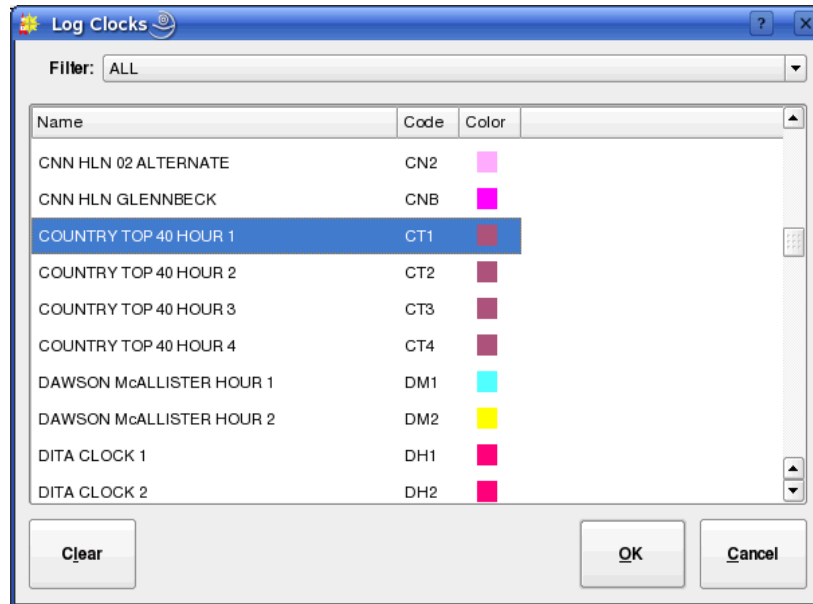 Log Clocks
?
Filter: ALL
Name Code Color
CNN HLN 02 ALTERNATE CN2
CNN HLN GLENNBECK CNB
COUNTRY TOP 40 HOUR 1 CT1
COUNTRY TOP 40 HOUR 2 CT2
COUNTRY TOP 40 HOUR 3 CT3
COUNTRY TOP 40 HOUR 4 CT4
DAWSON McALLISTER HOUR 1 DM1
DAWSON McALLISTER HOUR 2 DM2
DITA CLOCK 1 DH1
DITA CLOCK 2 DH2
Clear OK Cancel